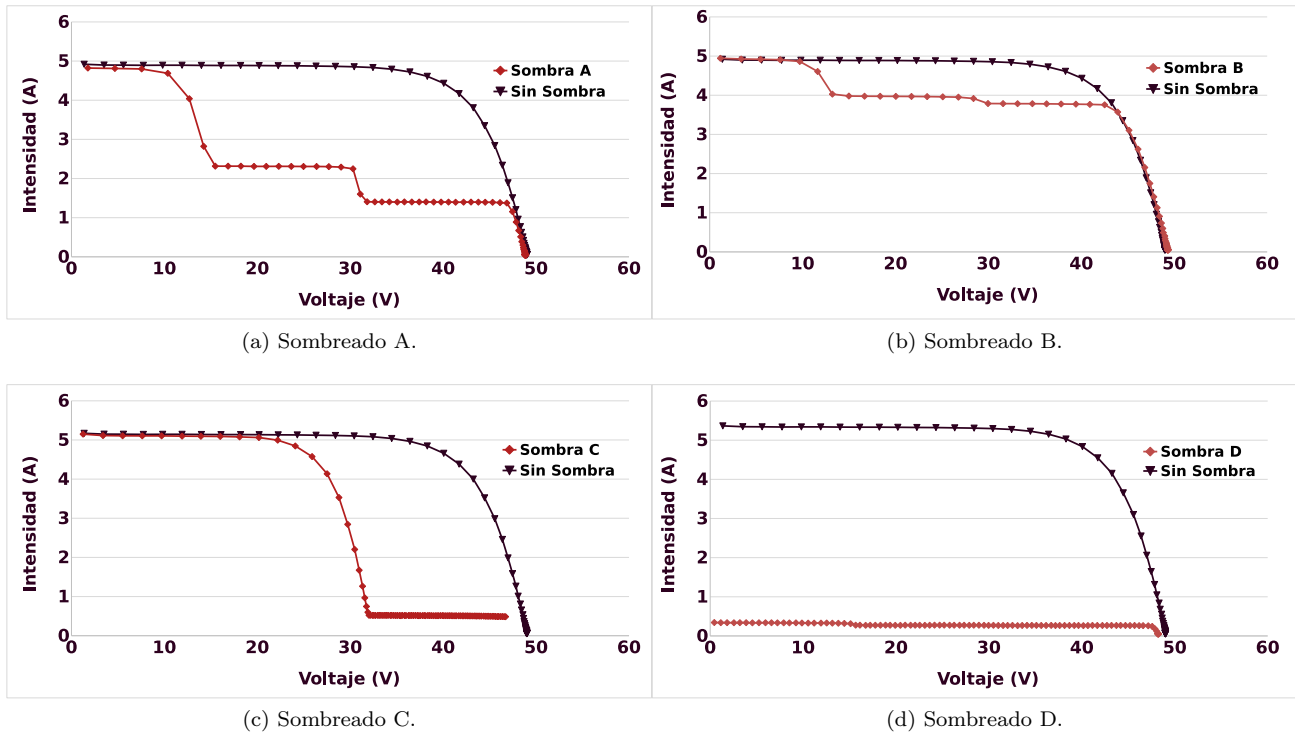 6
5
4
3
2
1
0
Intensidad (A)
Sombra A
Sin Sombra
0 10 20 30 40 50 60
Voltaje (V)
(a) Sombreado A.
6
5
4
3
2
1
0
Intensidad (A)
Sombra B
Sin Sombra
0 10 20 30 40 50 60
Voltaje (V)
(b) Sombreado B.
6
5
4
3
2
1
0
Intensidad (A)
Sombra C
Sin Sombra
0 10 20 30 40 50 60
Voltaje (V)
(c) Sombreado C.
6
5
4
3
2
1
0
Intensidad (A)
Sombra D
Sin Sombra
0 10 20 30 40 50 60
Voltaje (V)
(d) Sombreado D.